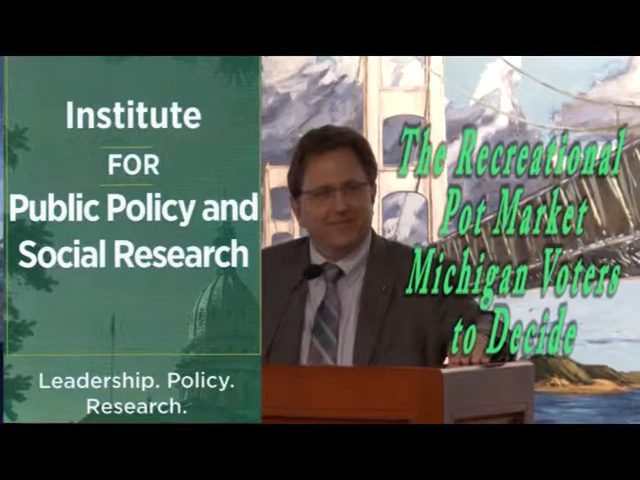 Institute
FOR
Public Policy and
Social Research
Leadership. Policy.
Research.
The Recreational
Pot Market
Michigan Voters
to Decide